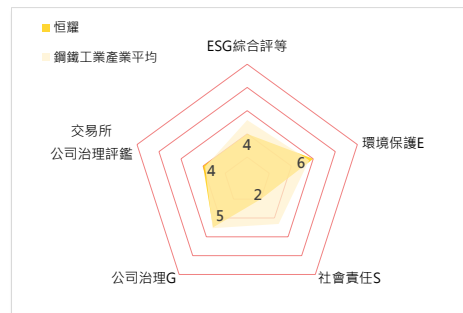 恒耀
鋼鐵工業產業平均
ESG綜合評等
4
環境保護E
6
交易所
公司治理評鑑
4
2
5
公司治理G
社會責任S